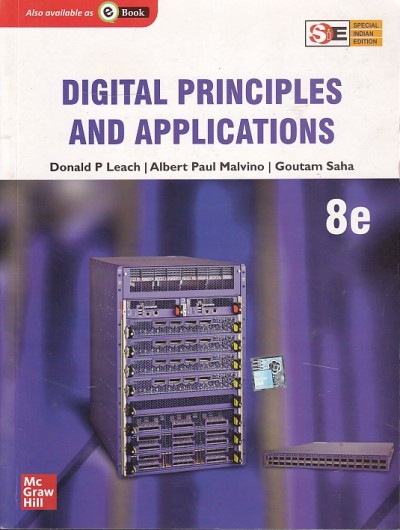 Also available as eBook
SIE
SPECIAL
INDIAN
EDITION
DIGITAL PRINCIPLES
AND APPLICATIONS
Donald P Leach | Albert Paul Malvino | Goutam Saha
8e
Mc
Graw
Hill